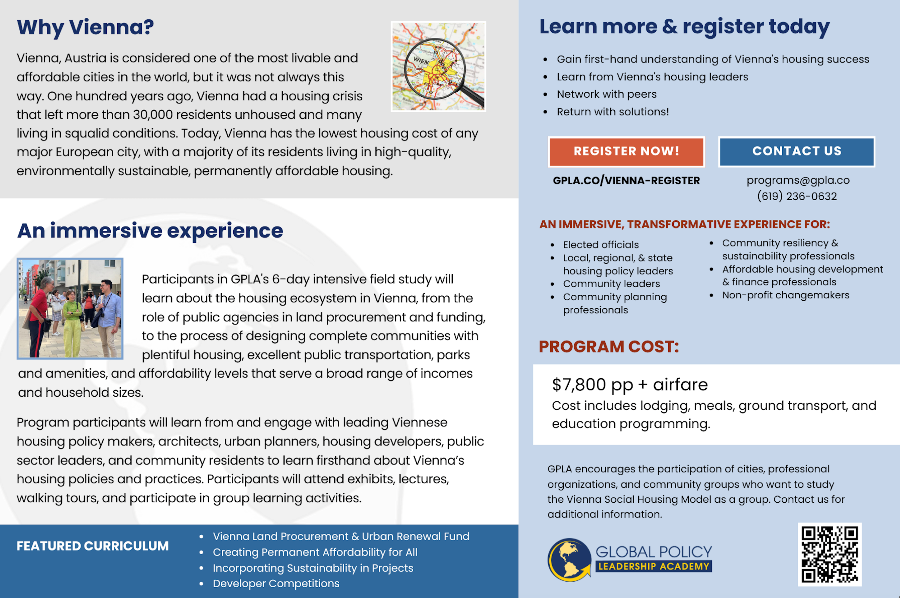 Why Vienna?
Vienna, Austria is considered one of the most livable and
affordable cities in the world, but it was not always this
way. One hundred years ago, Vienna had a housing crisis
that left more than 30,000 residents unhoused and many
living in squalid conditions. Today, Vienna has the lowest housing cost of any
major European city, with a majority of its residents living in high-quality,
environmentally sustainable, permanently affordable housing.
WIEN
An immersive experience
Participants in GPLA's 6-day intensive field study will
learn about the housing ecosystem in Vienna, from the
role of public agencies in land procurement and funding,
to the process of designing complete communities with
plentiful housing, excellent public transportation, parks
and amenities, and affordability levels that serve a broad range of incomes
and household sizes.
Program participants will learn from and engage with leading Viennese
housing policy makers, architects, urban planners, housing developers, public
sector leaders, and community residents to learn firsthand about Vienna's
housing policies and practices. Participants will attend exhibits, lectures,
walking tours, and participate in group learning activities.
FEATURED CURRICULUM
• Vienna Land Procurement & Urban Renewal Fund
• Creating Permanent Affordability for All
• Incorporating Sustainability in Projects
• Developer Competitions
Learn more & register today
• Gain first-hand understanding of Vienna's housing success
• Learn from Vienna's housing leaders
• Network with peers
• Return with solutions!
REGISTER NOW!
GPLA.CO/VIENNA-REGISTER
CONTACT US
programs@gpla.co
(619) 236-0632
AN IMMERSIVE, TRANSFORMATIVE EXPERIENCE FOR:
• Elected officials
• Local, regional, & state
housing policy leaders
• Community leaders
• Community planning
professionals
• Community resiliency &
sustainability professionals
• Affordable housing development
& finance professionals
• Non-profit changemakers
PROGRAM COST:
$7,800 pp + airfare
Cost includes lodging, meals, ground transport, and
education programming.
GPLA encourages the participation of cities, professional
organizations, and community groups who want to study
the Vienna Social Housing Model as a group. Contact us for
additional information.
GLOBAL POLICY
LEADERSHIP ACADEMY